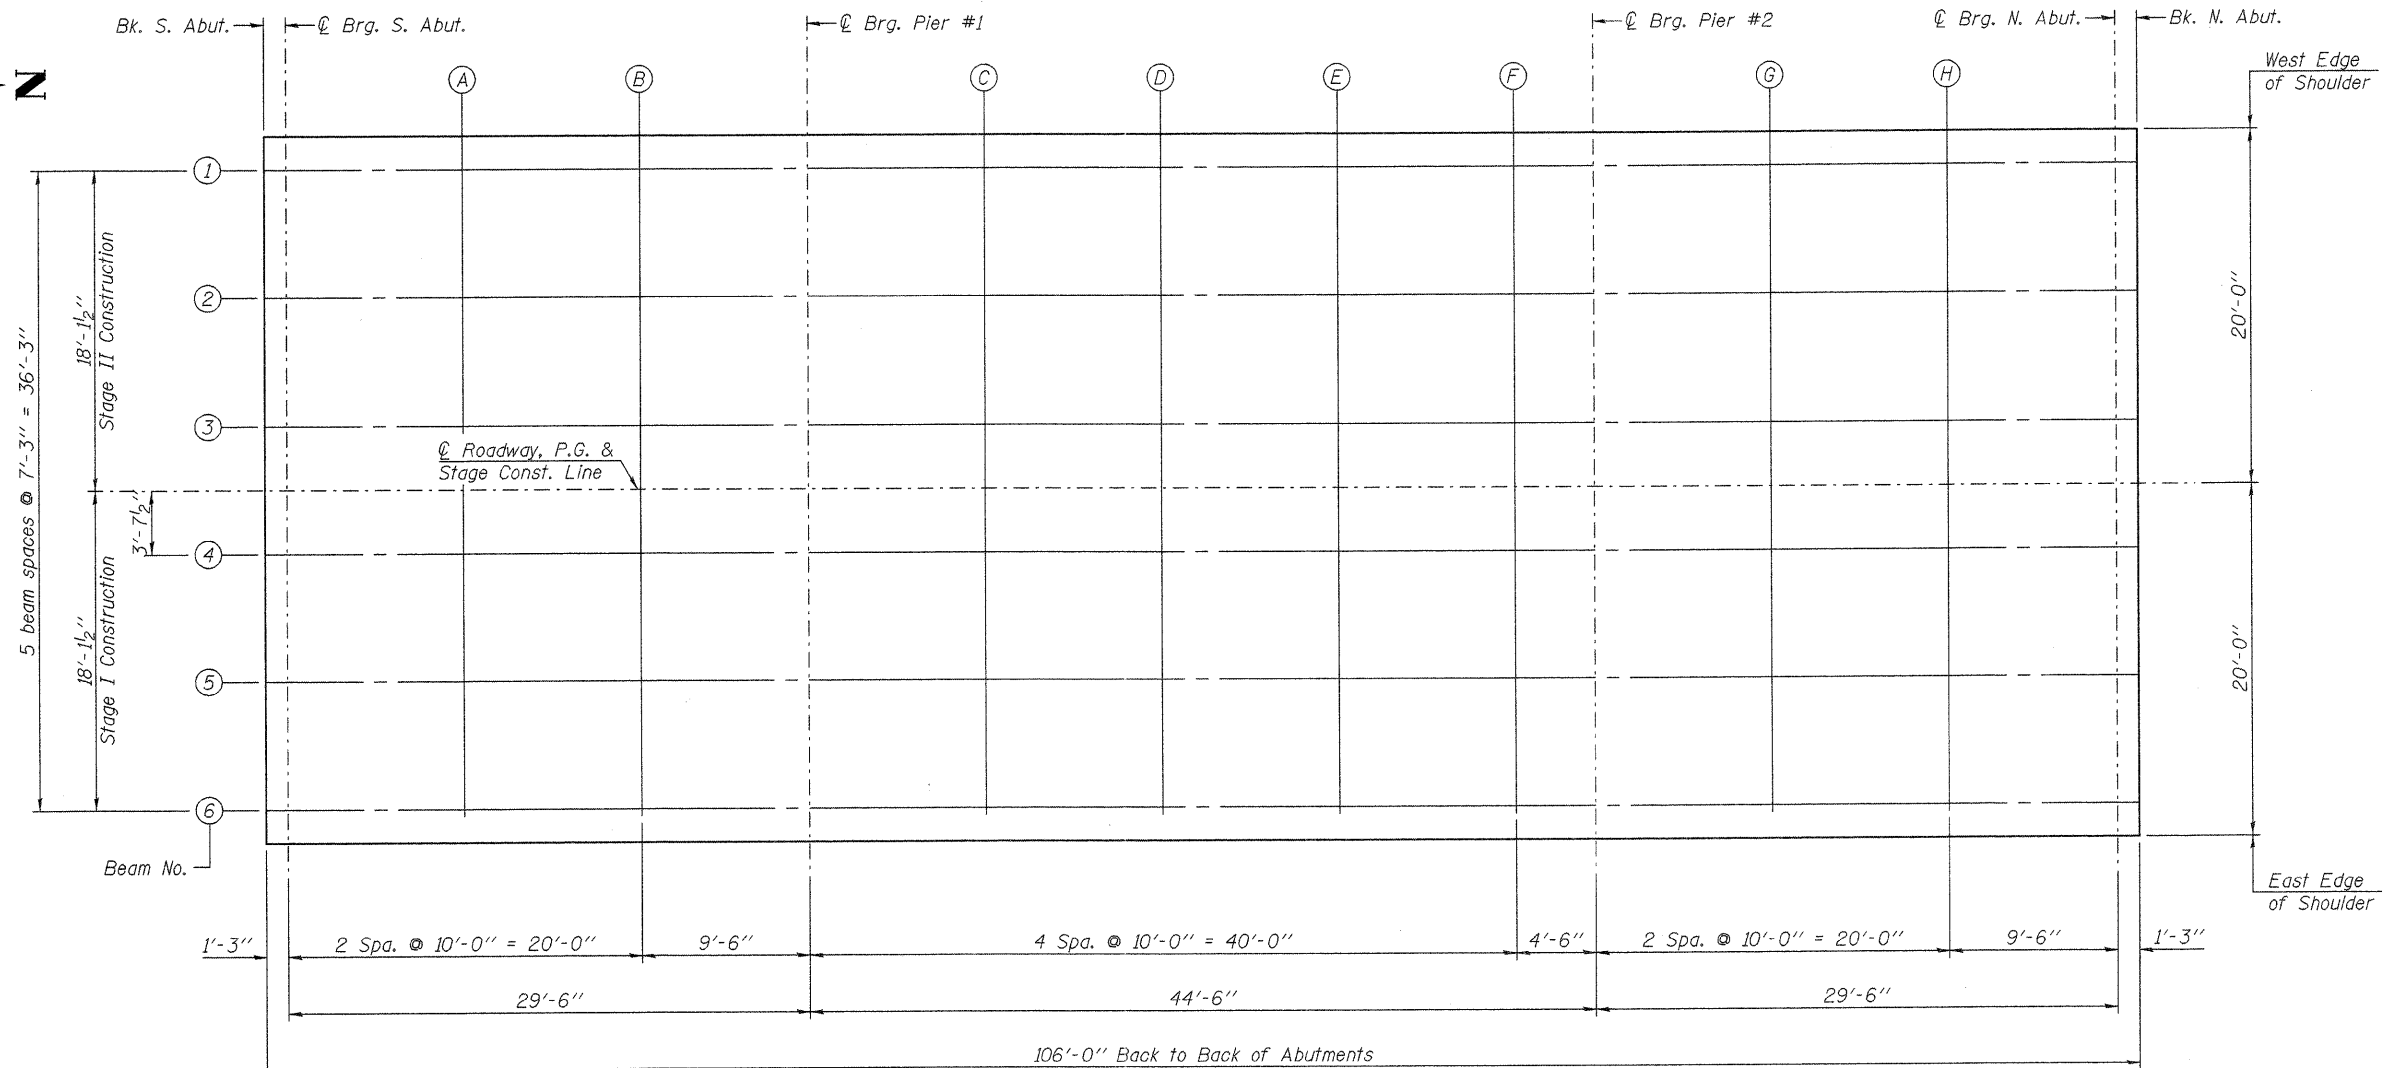 Bk. S. Abut.
℄ Brg. S. Abut.
℄ Brg. Pier #1
℄ Brg. Pier #2
℄ Brg. N. Abut.
Bk. N. Abut.
N
A
B
C
D
E
F
G
H
West Edge
of Shoulder
1
2
3
4
5
6
5 beam spaces @ 7'-3" = 36'-3"
18'-1½"
Stage II Construction
18'-1½"
Stage I Construction
3'-7½"
℄ Roadway, P.G. &
Stage Const. Line
20'-0"
20'-0"
Beam No.
East Edge
of Shoulder
1'-3"
2 Spa. @ 10'-0" = 20'-0"
9'-6"
4 Spa. @ 10'-0" = 40'-0"
4'-6"
2 Spa. @ 10'-0" = 20'-0"
9'-6"
1'-3"
29'-6"
44'-6"
29'-6"
106'-0" Back to Back of Abutments